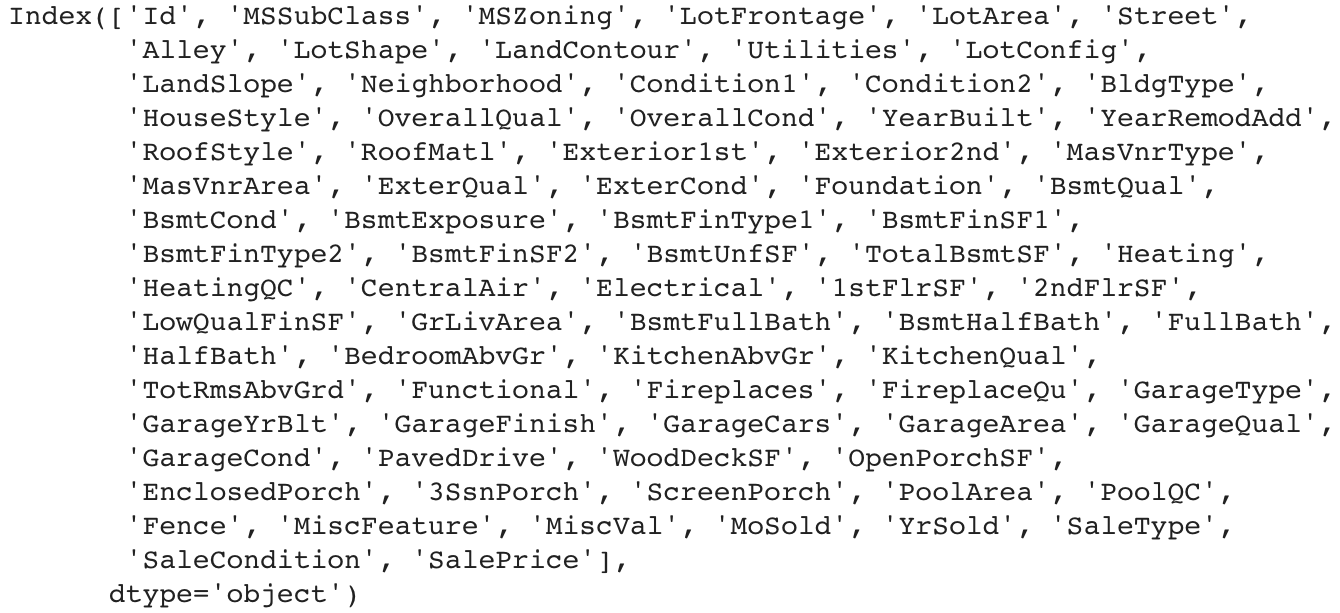 Index(['Id', 'MSSubClass', 'MSZoning', 'LotFrontage', 'LotArea', 'Street',
'Alley', 'LotShape', 'LandContour', 'Utilities', 'LotConfig',
'LandSlope', 'Neighborhood', 'Condition1', 'Condition2', 'BldgType',
'HouseStyle', 'OverallQual', 'OverallCond', 'YearBuilt', 'YearRemodAdd',
'RoofStyle', 'RoofMatl', 'Exterior1st', 'Exterior2nd', 'MasVnrType',
'MasVnrArea', 'ExterQual', 'ExterCond', 'Foundation', 'BsmtQual',
'BsmtCond', 'BsmtExposure', 'BsmtFinType1', 'BsmtFinSF1',
'BsmtFinType2', 'BsmtFinSF2', 'BsmtUnfSF', 'TotalBsmtSF', 'Heating',
'HeatingQC', 'CentralAir', 'Electrical', '1stFlrSF', '2ndFlrSF',
'LowQualFinSF', 'GrLivArea', 'BsmtFullBath', 'BsmtHalfBath', 'FullBath',
'HalfBath', 'BedroomAbvGr', 'KitchenAbvGr', 'KitchenQual',
'TotRmsAbvGrd', 'Functional', 'Fireplaces', 'FireplaceQu', 'GarageType',
'GarageYrBlt', 'GarageFinish', 'GarageCars', 'GarageArea', 'GarageQual',
'GarageCond', 'PavedDrive', 'WoodDeckSF', 'OpenPorchSF',
'EnclosedPorch', '3SsnPorch', 'ScreenPorch', 'PoolArea', 'PoolQC',
'Fence', 'MiscFeature', 'MiscVal', 'MoSold', 'YrSold', 'SaleType',
'SaleCondition', 'SalePrice'],
dtype='object')